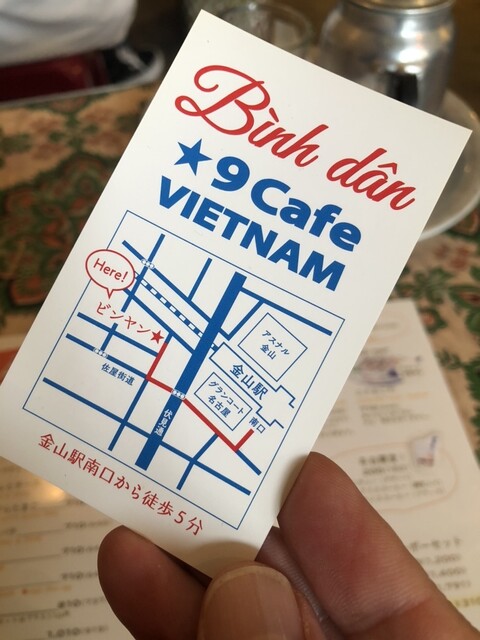 Bình dân
★9 Cafe
VIETNAM
Here!
ビンヤン★
アスナル
金山
金山駅
グランコート
名古屋
南口
佐屋街道
伏見通
金山駅南口から徒歩5分